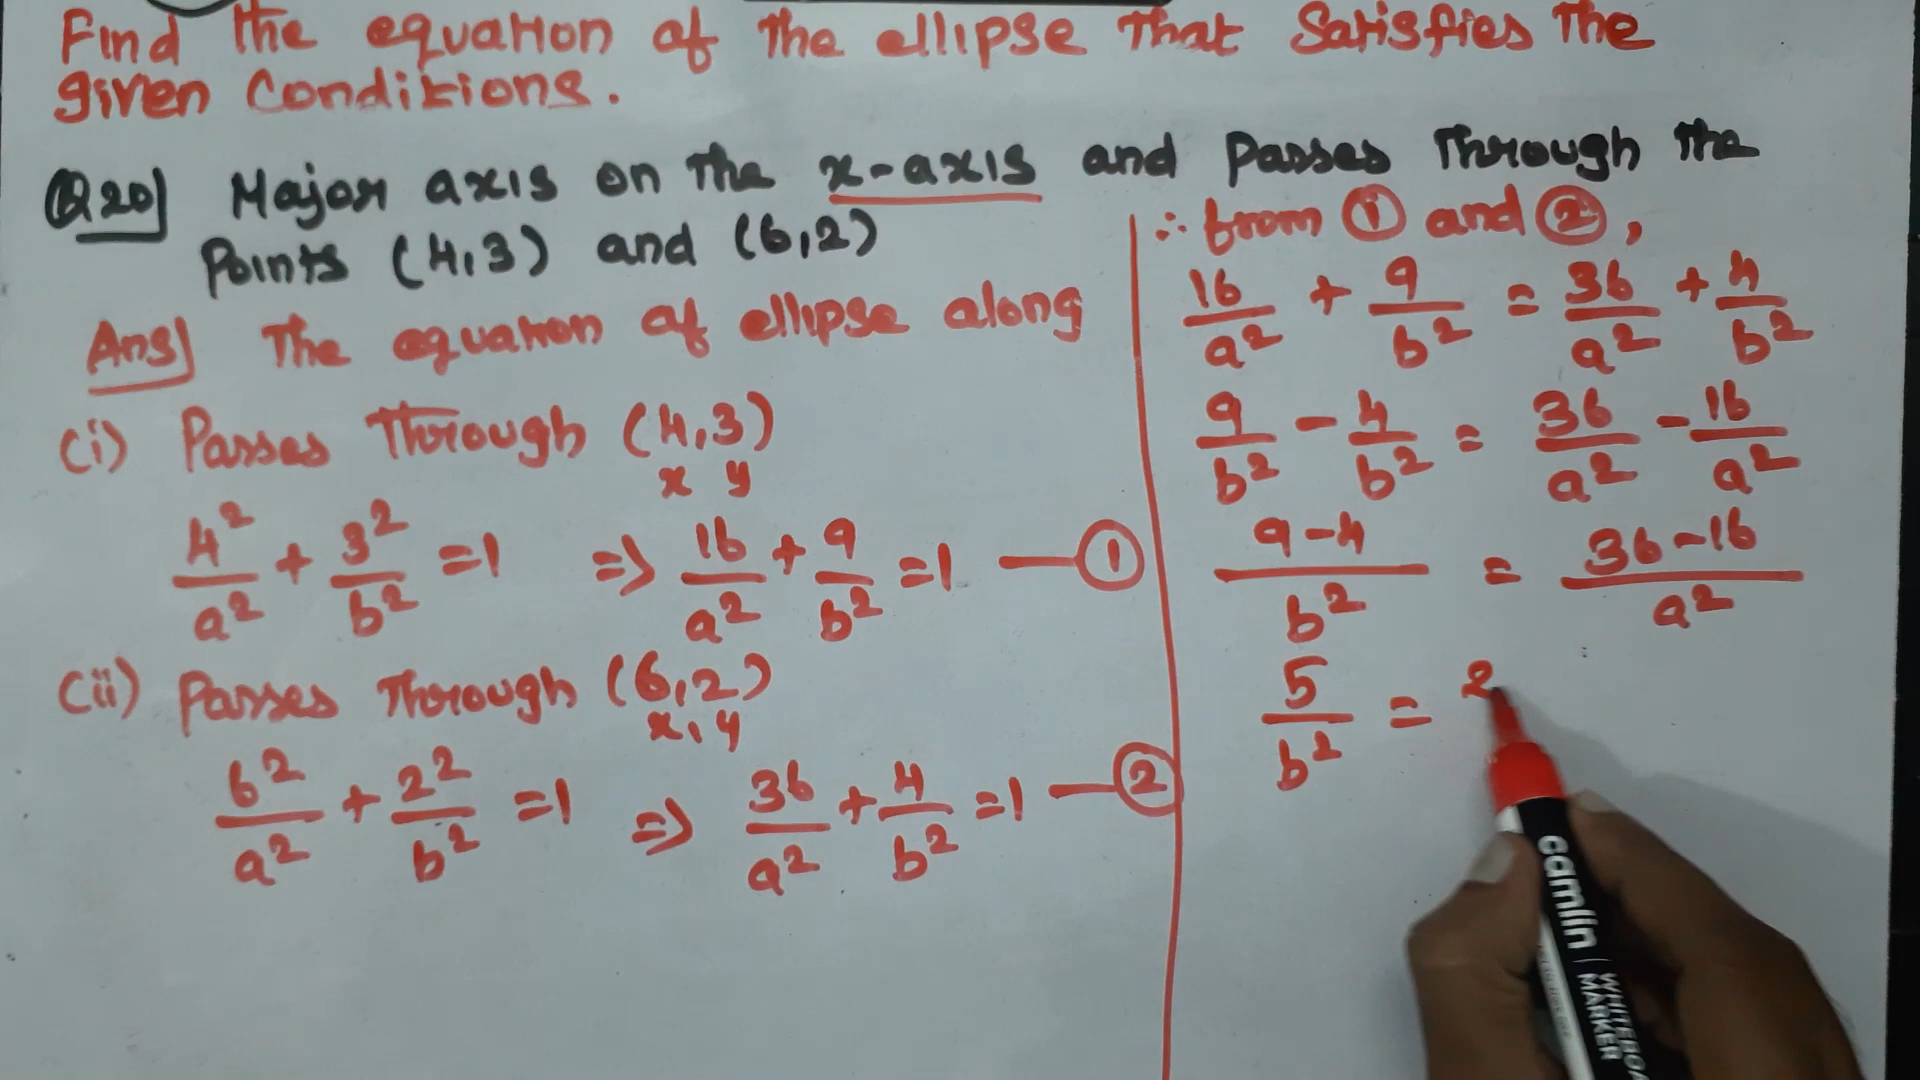 Find the equation of the ellipse that satisfies the
given conditions.
Q20] Major axis on the x-axis and passes through the
points (4,3) and (6,2)
Ans] The equation of ellipse along
(i) Passes through (4,3)
x y
4²/a² + 3²/b² = 1 ⇒ 16/a² + 9/b² = 1 — ①
(ii) Passes through (6,2)
x, y
6²/a² + 2²/b² = 1 ⇒ 36/a² + 4/b² = 1 — ②
∴ from ① and ②,
16/a² + 9/b² = 36/a² + 4/b²
9/b² - 4/b² = 36/a² - 16/a²
9-4/b² = 36-16/a²
5/b² = 2
camlin
WHITEBOA
MARKER